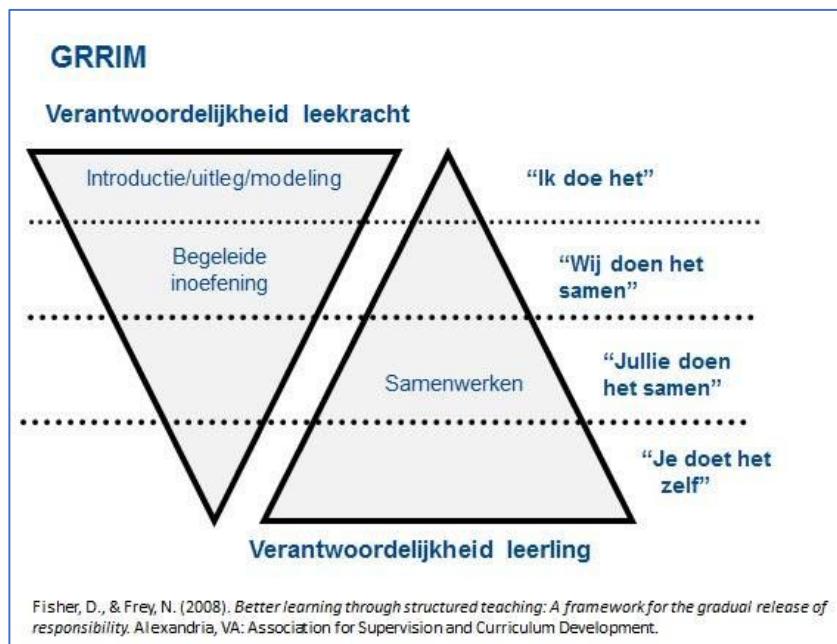 GRRIM
Verantwoordelijkheid leekracht
Introductie/uitleg/modeling
“Ik doe het”
Begeleide
inoefening
“Wij doen het
samen”
Samenwerken
“Jullie doen
het samen”
“Je doet het
zelf”
Verantwoordelijkheid leerling
Fisher, D., & Frey, N. (2008). Better learning through structured teaching: A framework for the gradual release of
responsibility. Alexandria, VA: Association for Supervision and Curriculum Development.